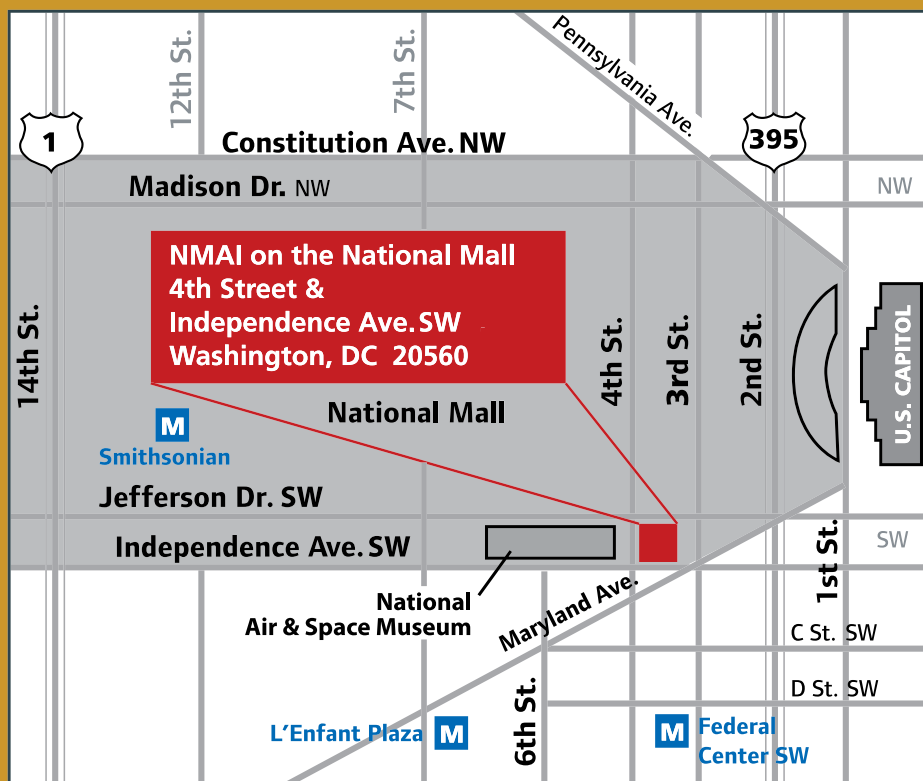 12th St.
7th St.
Pennsylvania Ave.
1
395
Constitution Ave. NW
Madison Dr. NW
NW
NMAI on the National Mall
4th Street &
Independence Ave. SW
Washington, DC 20560
14th St.
4th St.
3rd St.
2nd St.
U.S. CAPITOL
National Mall
M
Smithsonian
Jefferson Dr. SW
Independence Ave. SW
SW
1st St.
National
Air & Space Museum
Maryland Ave.
C St. SW
D St. SW
6th St.
L'Enfant Plaza M
M Federal
Center SW